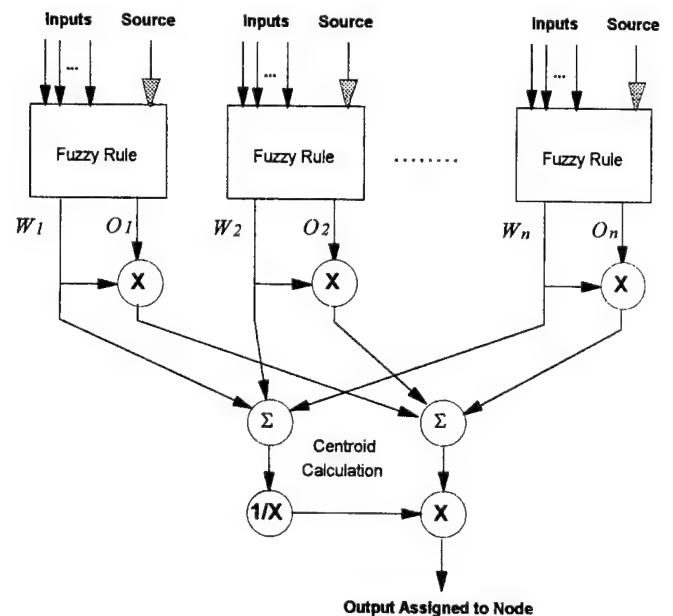 Inputs Source Inputs Source Inputs Source
... ... ...
Fuzzy Rule Fuzzy Rule ........ Fuzzy Rule
W1 O1 W2 O2 Wn On
X X X
Σ Σ
Centroid
Calculation
1/X X
Output Assigned to Node